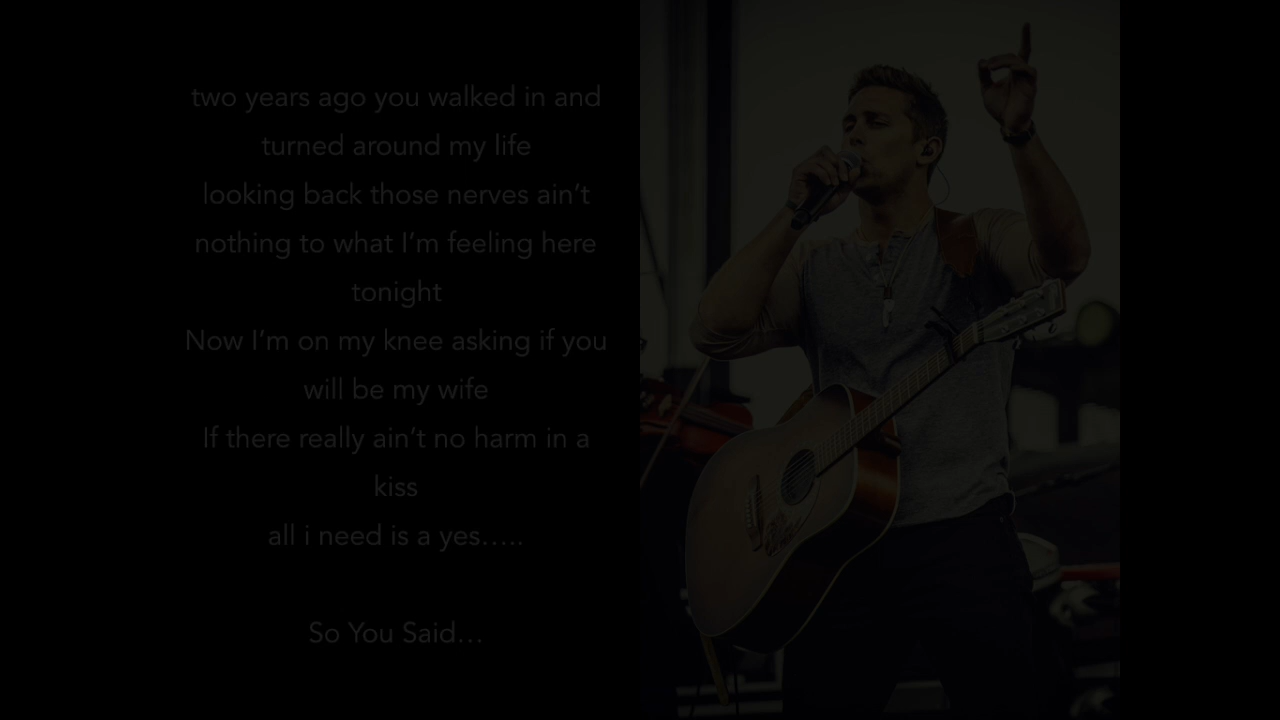 two years ago you walked in and
turned around my life
looking back those nerves ain’t
nothing to what I’m feeling here
tonight
Now I’m on my knee asking if you
will be my wife
If there really ain’t no harm in a
kiss
all i need is a yes.....
So You Said...